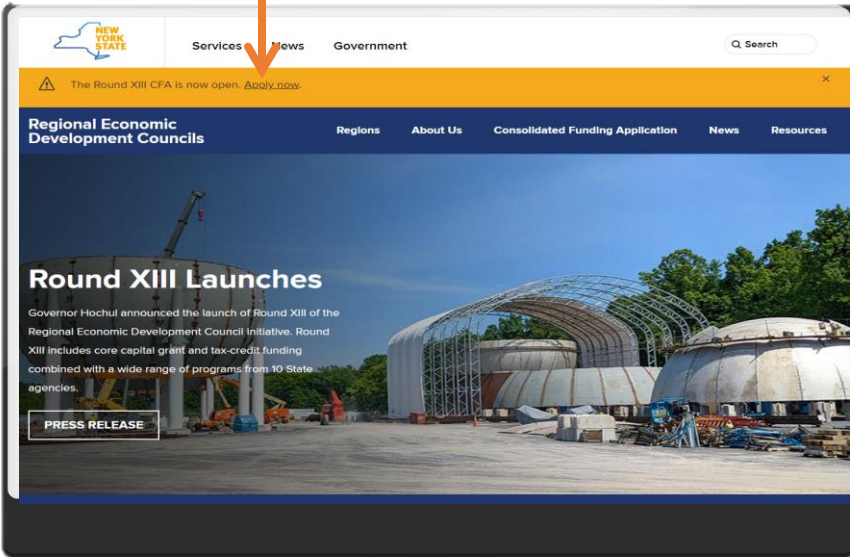 NEW
YORK
STATE
Services News Government
Search
The Round XIII CFA is now open. Apply now.
×
Regional Economic
Development Councils
Regions About Us Consolidated Funding Application News Resources
Round XIII Launches
Governor Hochul announced the launch of Round XIII of the
Regional Economic Development Council Initiative. Round
XIII includes core capital grant and tax-credit funding
combined with a wide range of programs from 10 State
agencies.
PRESS RELEASE